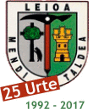 LEIOA
MENDI TALDEA
25 Urte
1992 - 2017